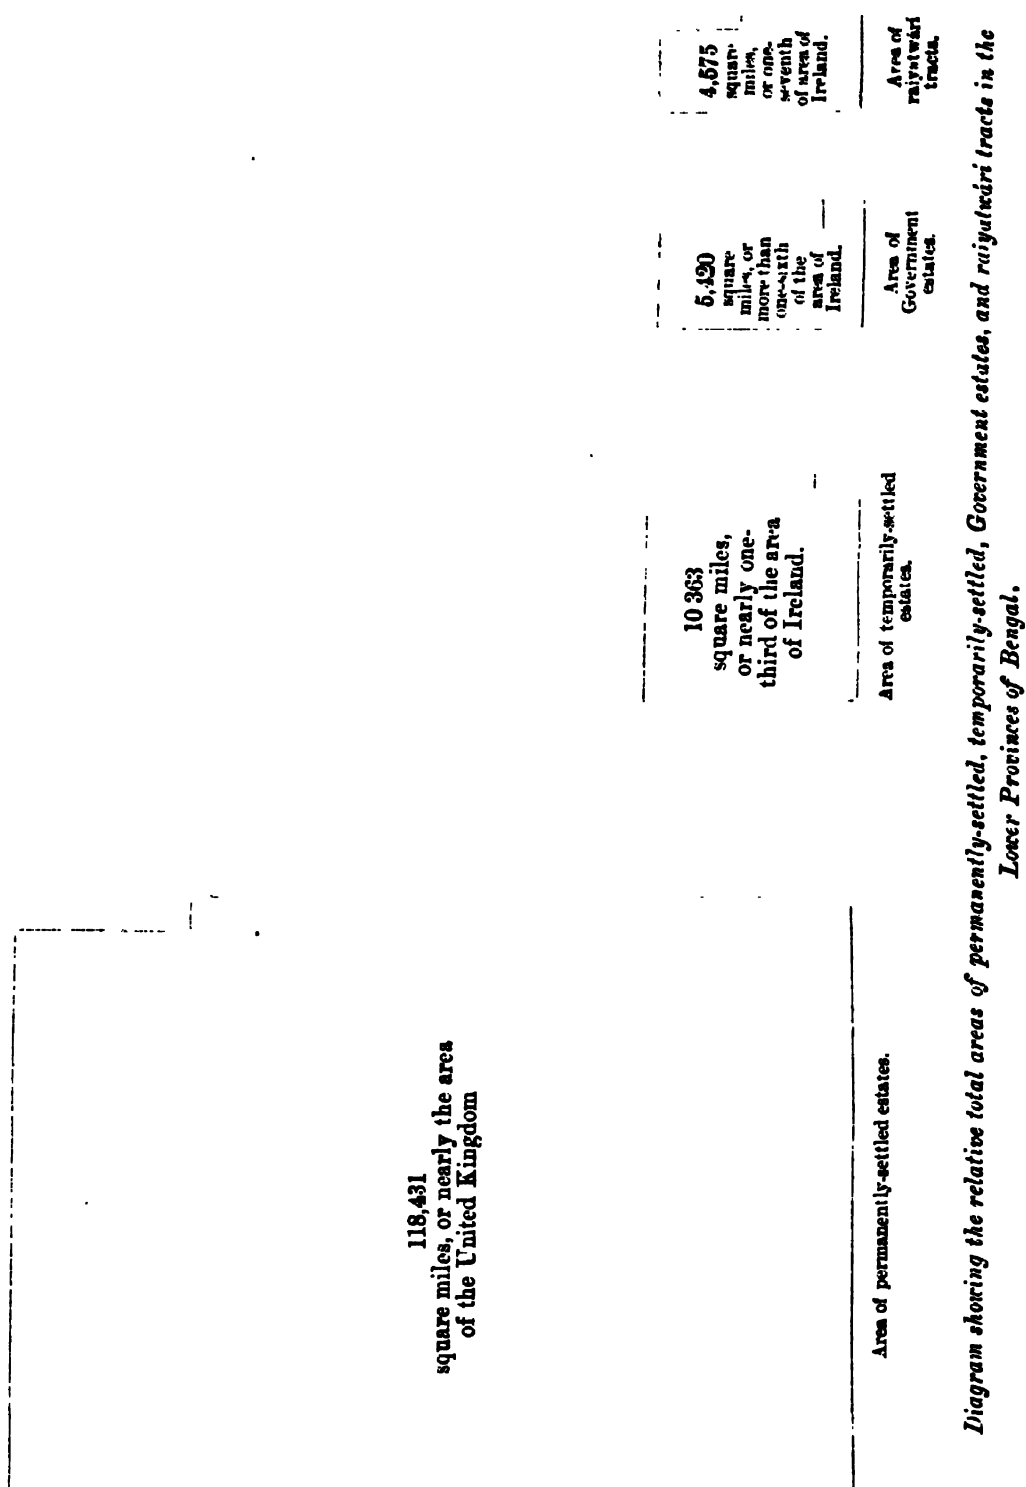 118,431
square miles, or nearly the area
of the United Kingdom
Area of permanently-settled estates.
10 363
square miles,
or nearly one-
third of the area
of Ireland.
Area of temporarily-settled
estates.
5,420
square
miles, or
more than
one-sixth
of the
area of
Ireland.
Area of
Government
estates.
4,575
square
miles,
or one-
seventh
of area of
Ireland.
Area of
raiyatwári
tracts.
Diagram showing the relative total areas of permanently-settled, temporarily-settled, Government estates, and raiyatwári tracts in the
Lower Provinces of Bengal.